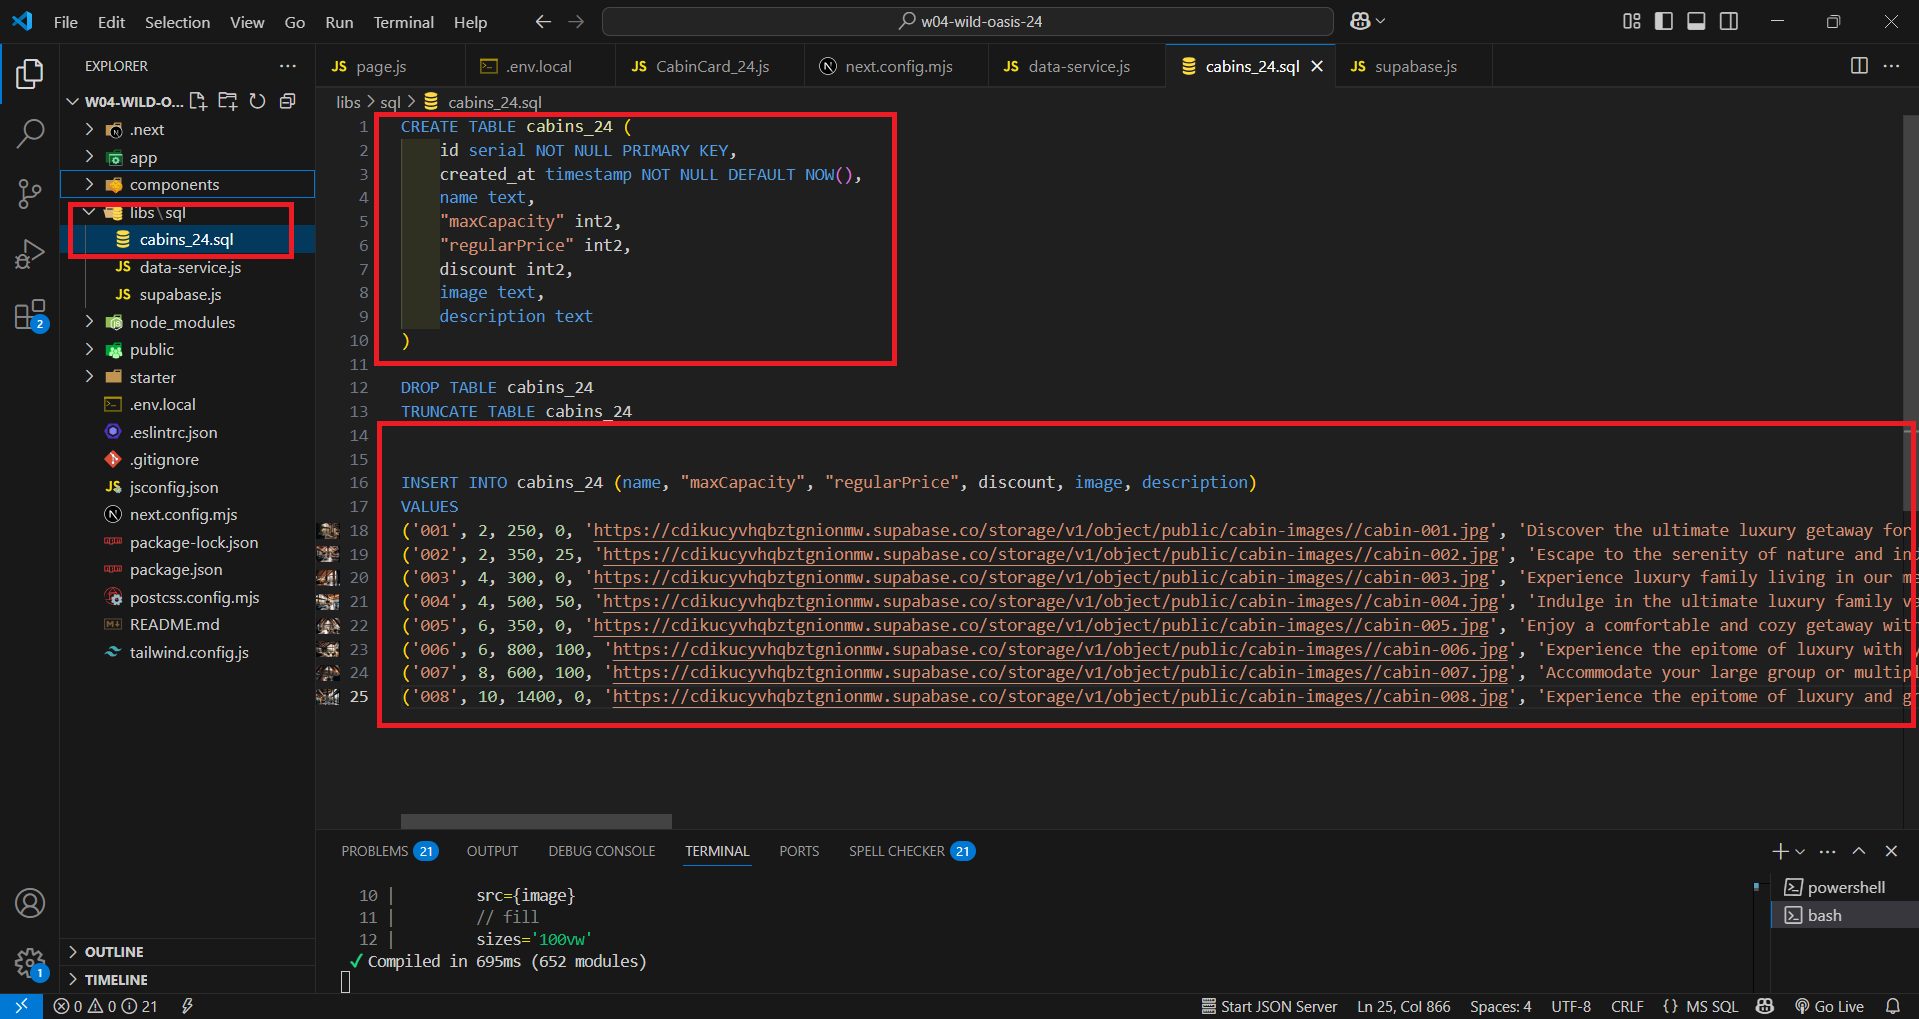 File Edit Selection View Go Run Terminal Help
w04-wild-oasis-24
EXPLORER
W04-WILD-O...
.next
app
components
libs\sql
cabins_24.sql
data-service.js
supabase.js
node_modules
public
starter
.env.local
.eslintrc.json
.gitignore
jsconfig.json
next.config.mjs
package-lock.json
package.json
postcss.config.mjs
README.md
tailwind.config.js
OUTLINE
TIMELINE
2
1
JS page.js
.env.local
JS CabinCard_24.js
next.config.mjs
JS data-service.js
cabins_24.sql
JS supabase.js
libs > sql > cabins_24.sql
1 CREATE TABLE cabins_24 (
2 id serial NOT NULL PRIMARY KEY,
3 created_at timestamp NOT NULL DEFAULT NOW(),
4 name text,
5 "maxCapacity" int2,
6 "regularPrice" int2,
7 discount int2,
8 image text,
9 description text
10 )
11
12 DROP TABLE cabins_24
13 TRUNCATE TABLE cabins_24
14
15
16 INSERT INTO cabins_24 (name, "maxCapacity", "regularPrice", discount, image, description)
17 VALUES
18 ('001', 2, 250, 0, 'https://cdikucyvhqbztgnionmw.supabase.co/storage/v1/object/public/cabin-images//cabin-001.jpg', 'Discover the ultimate luxury getaway for
19 ('002', 2, 350, 25, 'https://cdikucyvhqbztgnionmw.supabase.co/storage/v1/object/public/cabin-images//cabin-002.jpg', 'Escape to the serenity of nature and in
20 ('003', 4, 300, 0, 'https://cdikucyvhqbztgnionmw.supabase.co/storage/v1/object/public/cabin-images//cabin-003.jpg', 'Experience luxury family living in our
21 ('004', 4, 500, 50, 'https://cdikucyvhqbztgnionmw.supabase.co/storage/v1/object/public/cabin-images//cabin-004.jpg', 'Indulge in the ultimate luxury family
22 ('005', 6, 350, 0, 'https://cdikucyvhqbztgnionmw.supabase.co/storage/v1/object/public/cabin-images//cabin-005.jpg', 'Enjoy a comfortable and cozy getaway wit
23 ('006', 6, 800, 100, 'https://cdikucyvhqbztgnionmw.supabase.co/storage/v1/object/public/cabin-images//cabin-006.jpg', 'Experience the epitome of luxury with
24 ('007', 8, 600, 100, 'https://cdikucyvhqbztgnionmw.supabase.co/storage/v1/object/public/cabin-images//cabin-007.jpg', 'Accommodate your large group or multip
25 ('008', 10, 1400, 0, 'https://cdikucyvhqbztgnionmw.supabase.co/storage/v1/object/public/cabin-images//cabin-008.jpg', 'Experience the epitome of luxury and
PROBLEMS 21 OUTPUT DEBUG CONSOLE TERMINAL PORTS SPELL CHECKER 21
10 | src={image}
11 | // fill
12 | sizes='100vw'
✓ Compiled in 695ms (652 modules)
powershell
bash
0 0 21
Start JSON Server Ln 25, Col 866 Spaces: 4 UTF-8 CRLF {} MS SQL Go Live